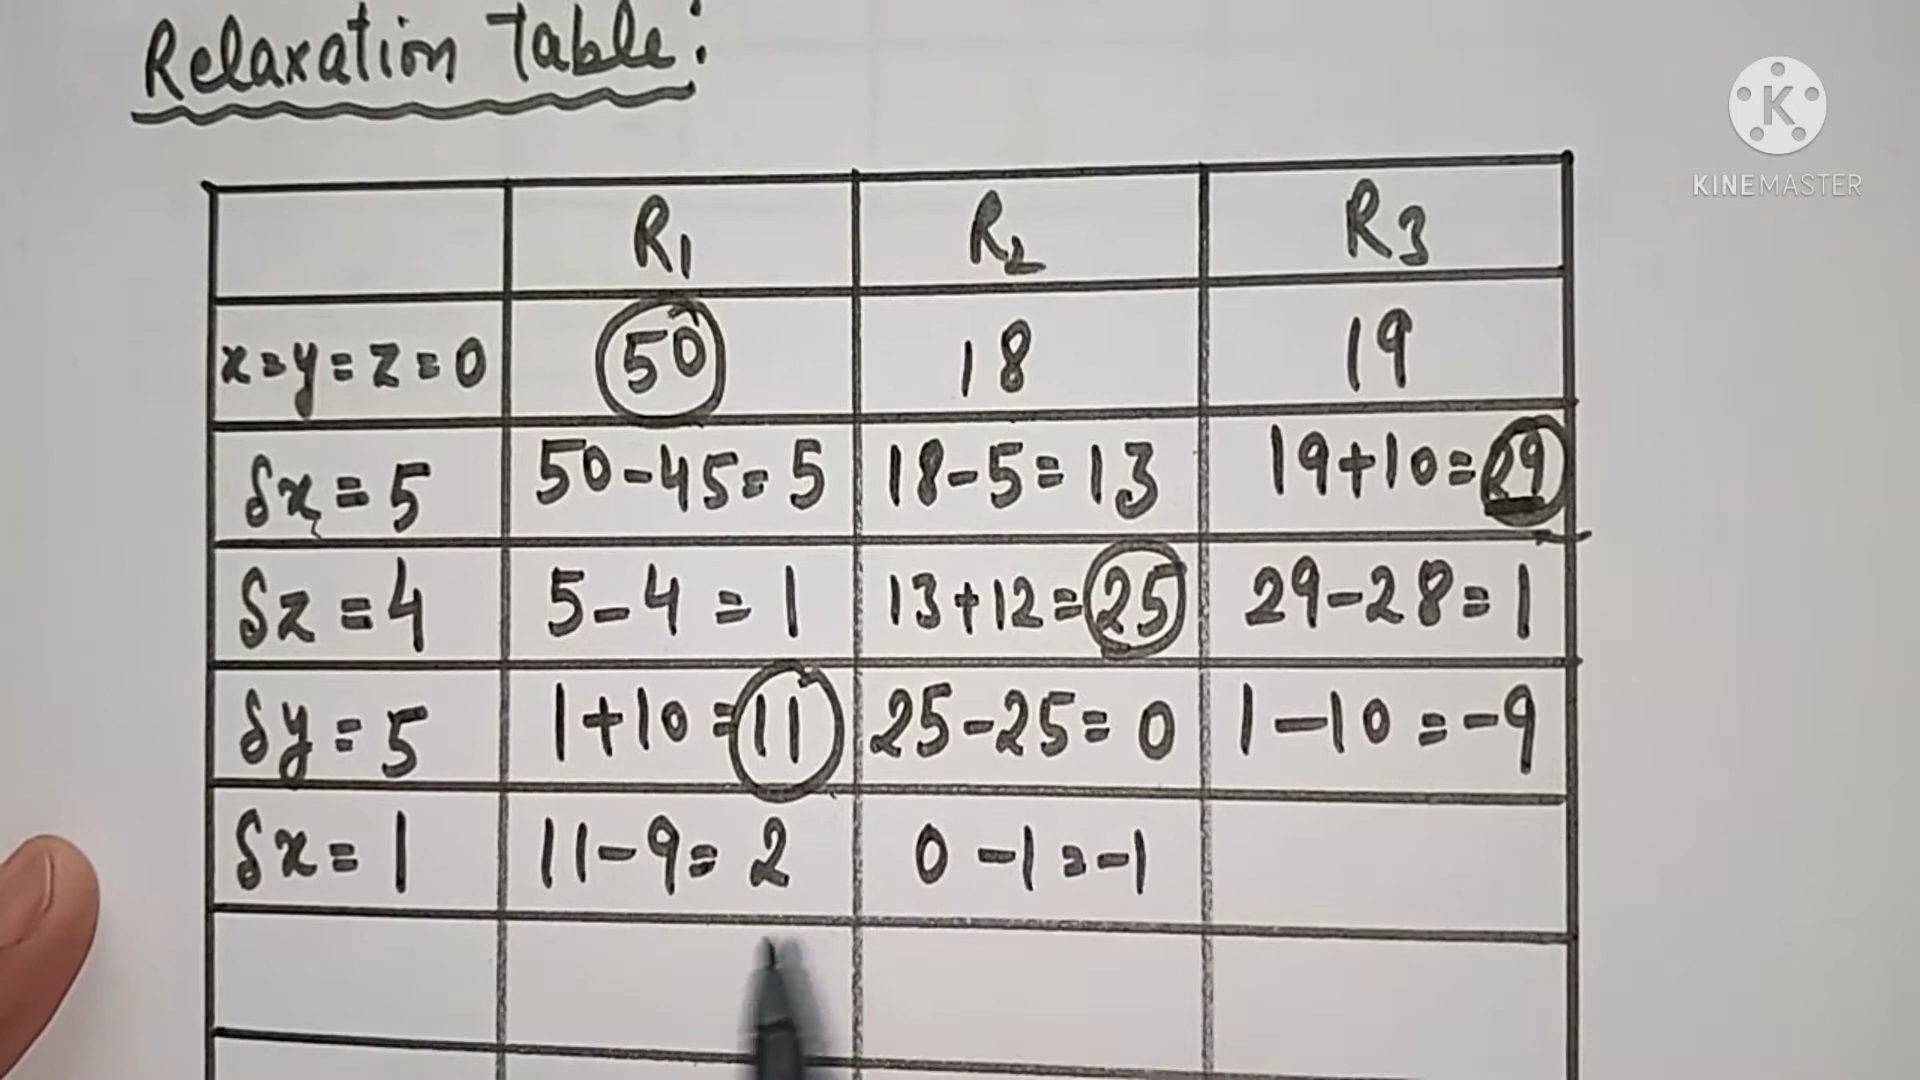 Relaxation Table:
K
KINEMASTER
R1 R2 R3
x=y=z=0 50 18 19
δx=5 50-45=5 18-5=13 19+10=29
δz=4 5-4=1 13+12=25 29-28=1
δy=5 1+10=11 25-25=0 1-10=-9
δx=1 11-9=2 0-1=-1